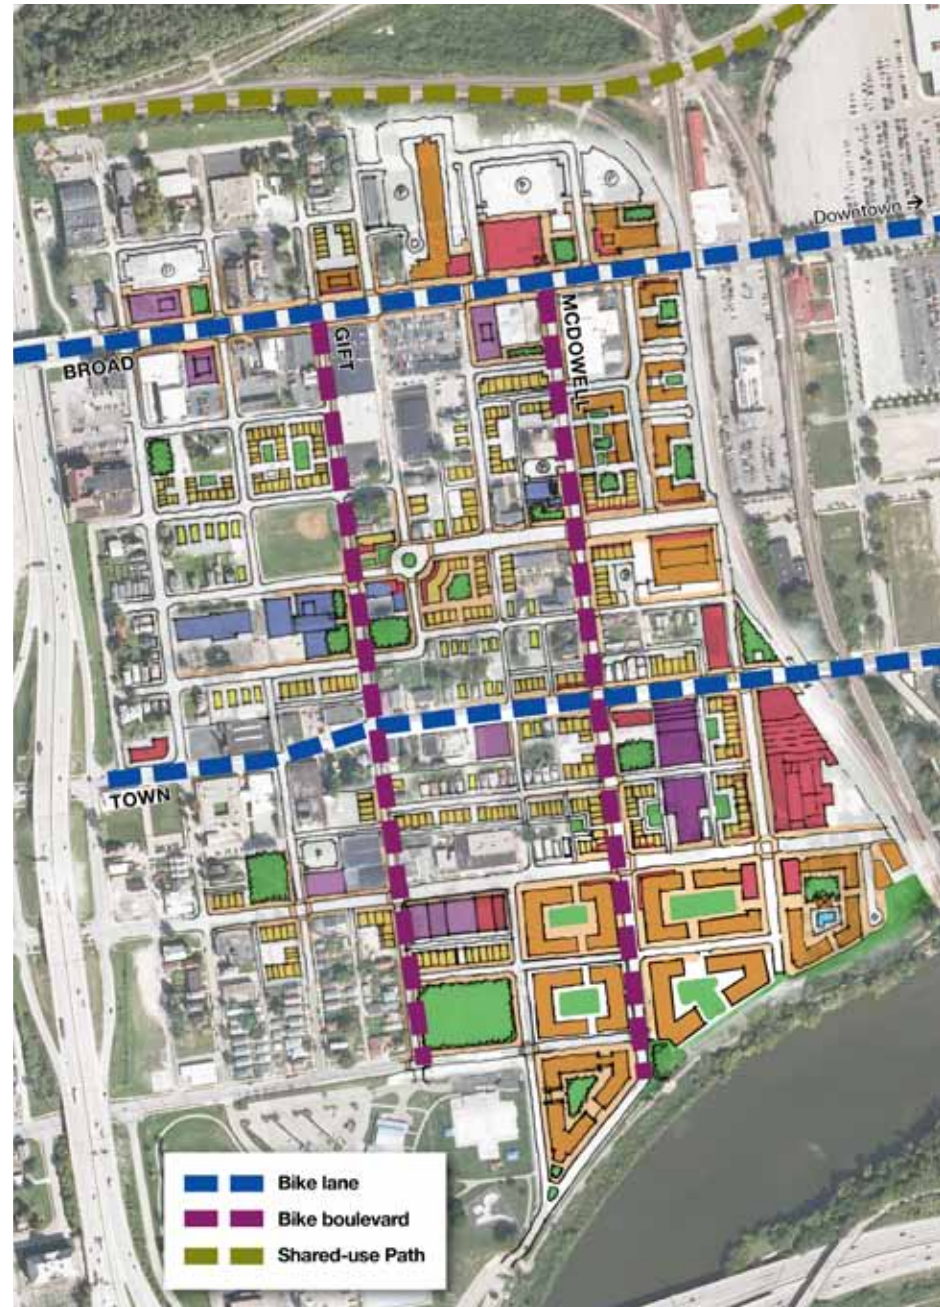 Downtown →
BROAD
GIFT
MCDOWELL
TOWN
Bike lane
Bike boulevard
Shared-use Path